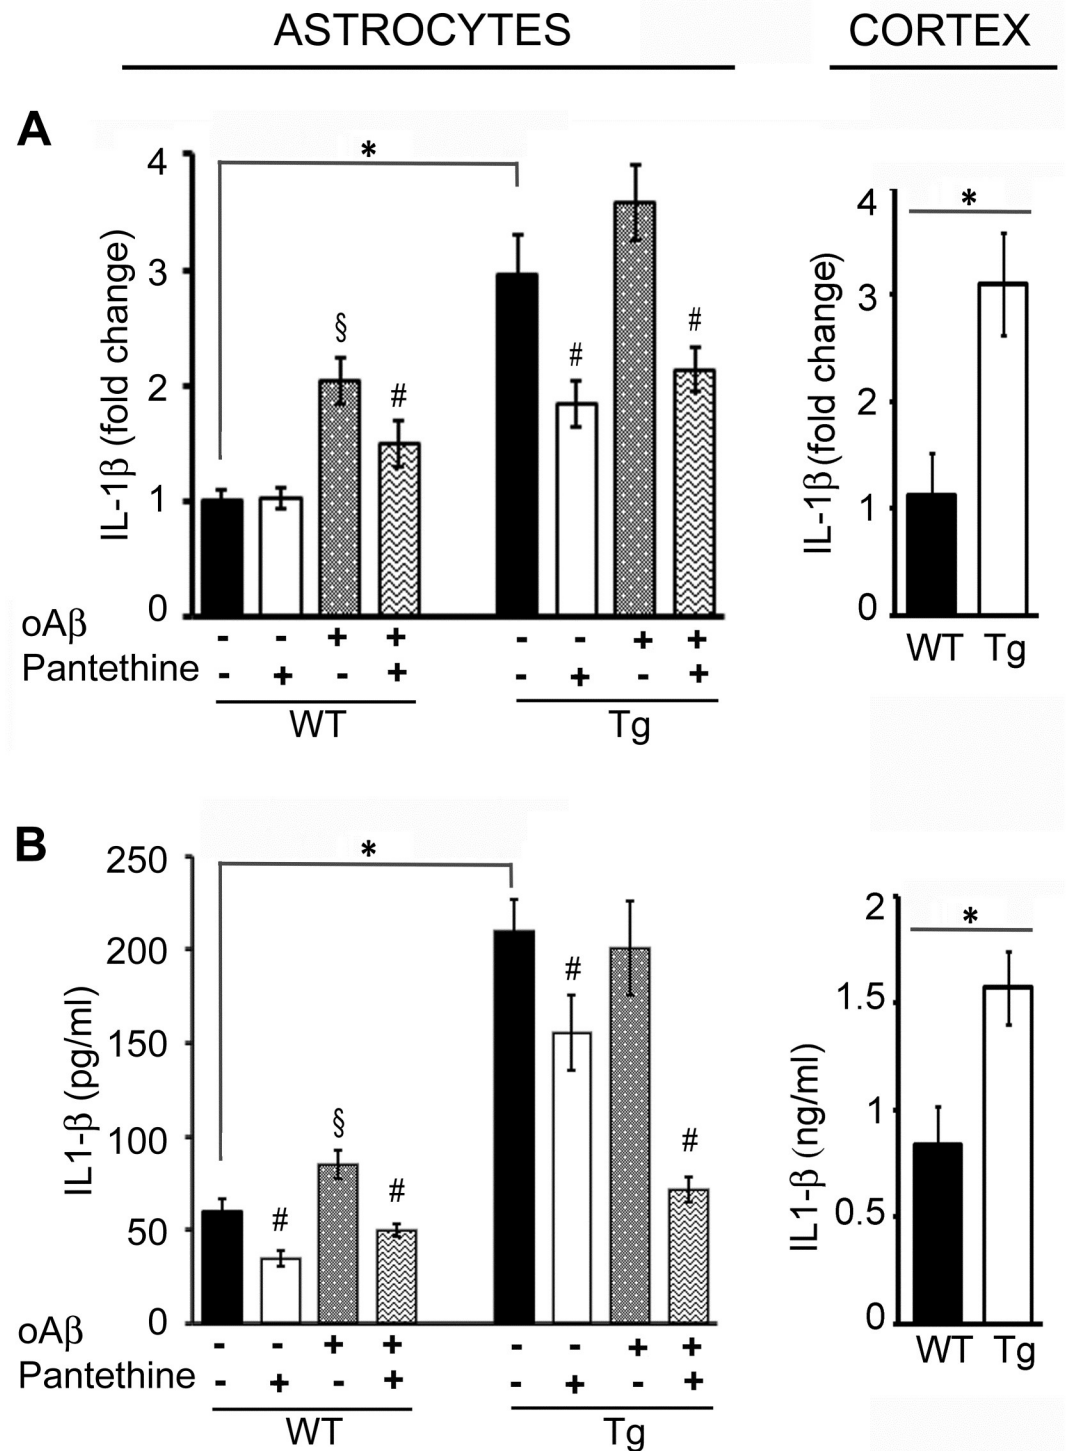 ASTROCYTES
CORTEX
A
*
4
3
2
1
0
IL-1β (fold change)
§
#
#
#
oAβ - - + + - - + +
Pantethine - + - + - + - +
WT Tg
*
4
3
2
1
0
IL-1β (fold change)
WT Tg
B
*
250
200
150
100
50
0
IL1-β (pg/ml)
#
§
#
#
#
oAβ - - + + - - + +
Pantethine - + - + - + - +
WT Tg
*
2
1.5
1
0.5
0
IL1-β (ng/ml)
WT Tg